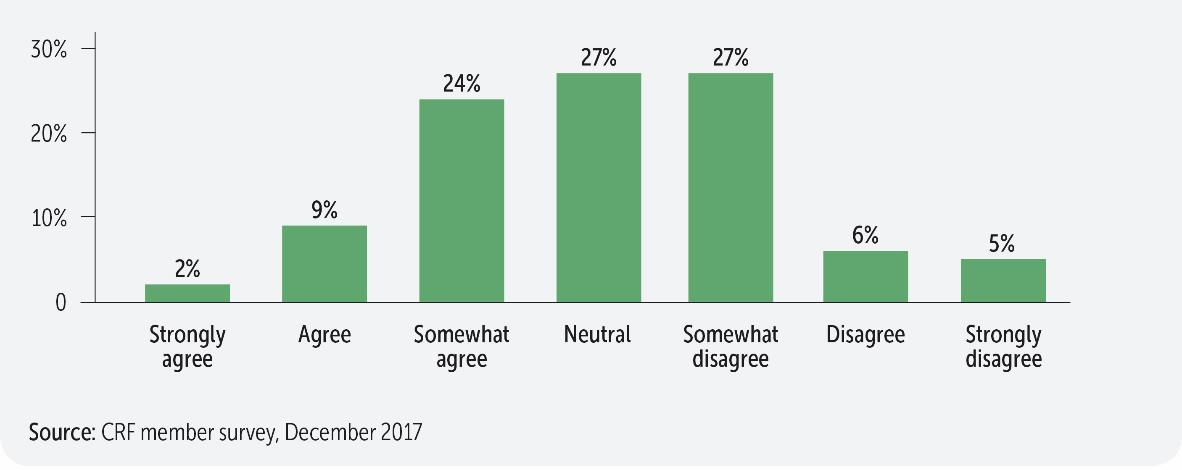 30%
20%
10%
0
2%
9%
24%
27%
27%
6%
5%
Strongly
agree
Agree
Somewhat
agree
Neutral
Somewhat
disagree
Disagree
Strongly
disagree
Source: CRF member survey, December 2017